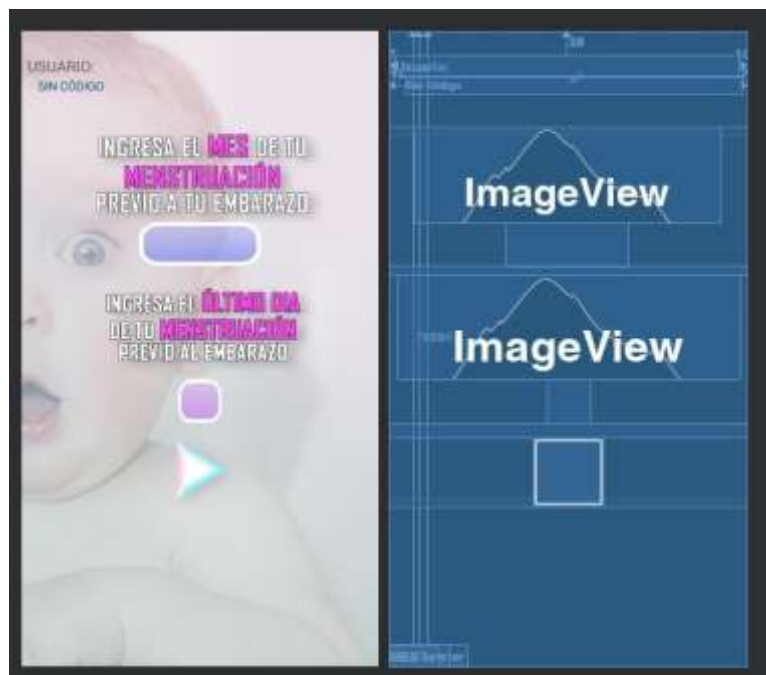 USUARIO:
SIN CÓDIGO
INGRESA EL MES DE TU
MENSTRUACIÓN
PREVIO A TU EMBARAZO:
INGRESA EL ÚLTIMO DIA
DE TU MENSTRUACIÓN
PREVIO AL EMBARAZO:
ImageView
ImageView